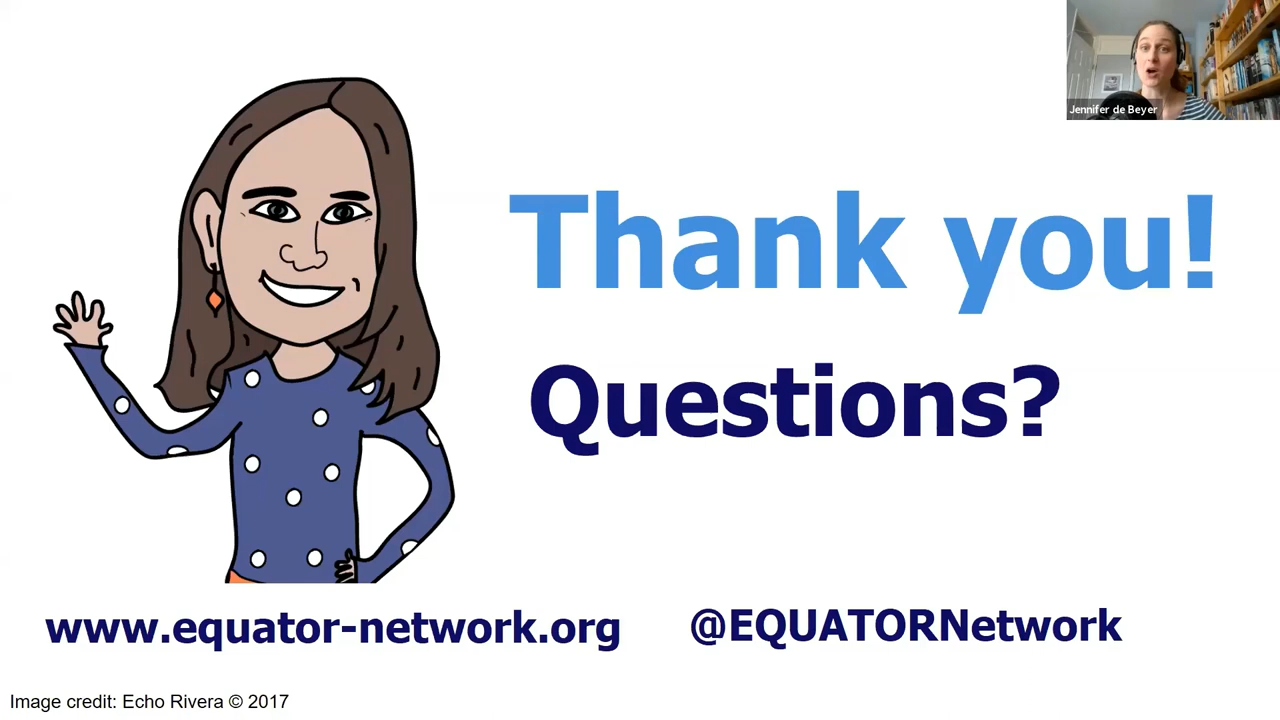 Jennifer de Beyer
Thank you!
Questions?
www.equator-network.org
@EQUATORNetwork
Image credit: Echo Rivera © 2017